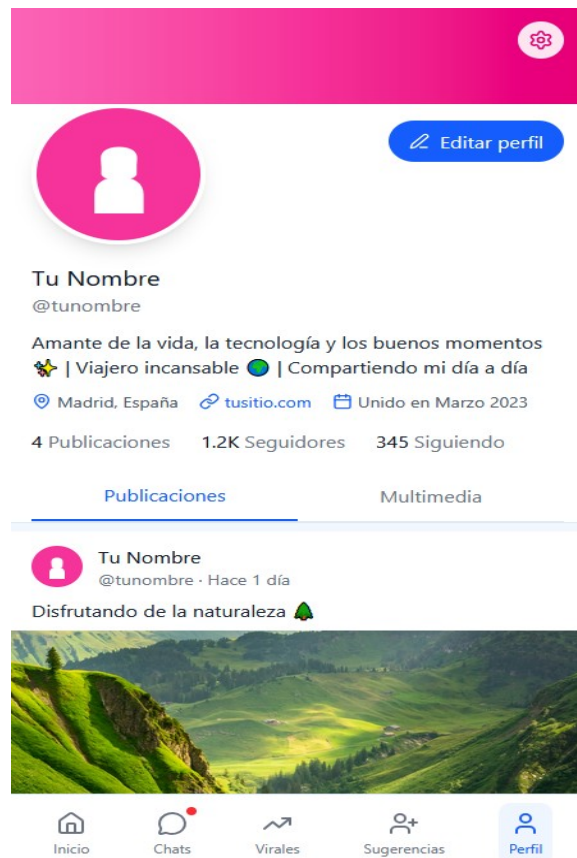 Editar perfil
Tu Nombre
@tunombre
Amante de la vida, la tecnología y los buenos momentos
✨ | Viajero incansable 🌍 | Compartiendo mi día a día
Madrid, España tusitio.com Unido en Marzo 2023
4 Publicaciones 1.2K Seguidores 345 Siguiendo
Publicaciones Multimedia
Tu Nombre
@tunombre · Hace 1 día
Disfrutando de la naturaleza 🌲
Inicio Chats Virales Sugerencias Perfil